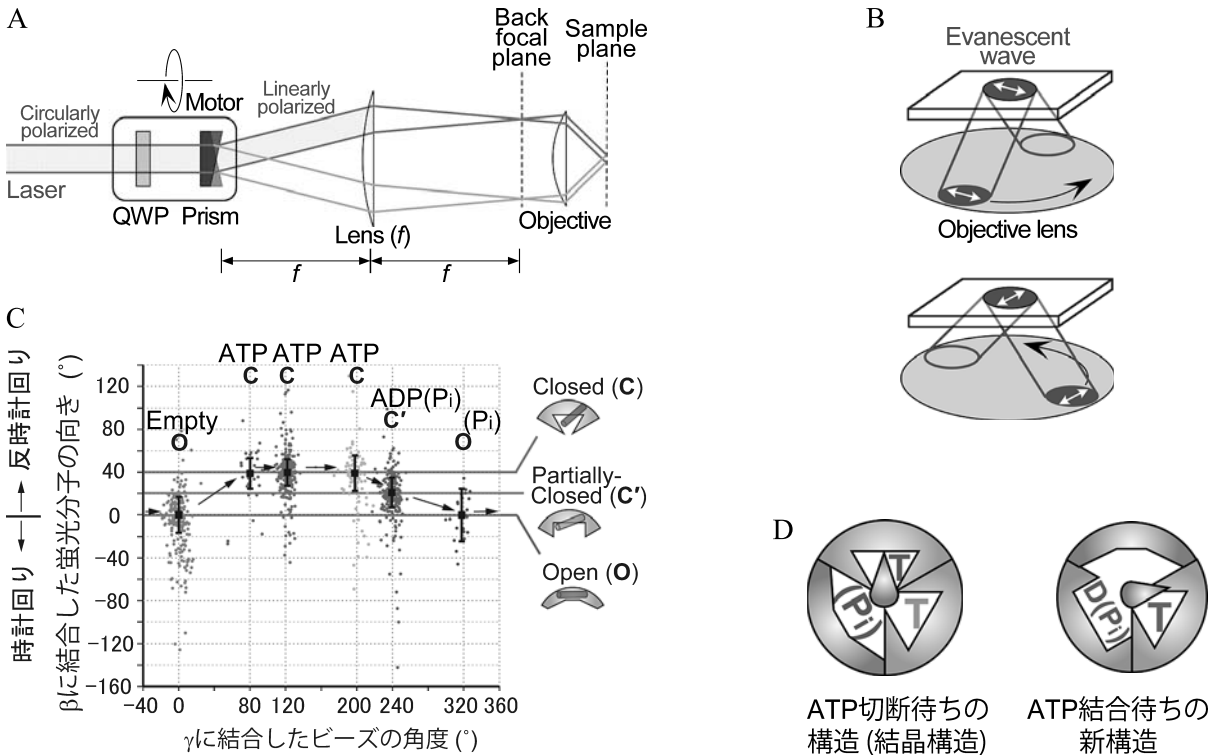 A
Back
focal
plane
Sample
plane
Motor
Linearly
polarized
Circularly
polarized
Laser
QWP
Prism
Lens (f)
Objective
f
f
B
Evanescent
wave
Objective lens
C
時計回り ← | → 反時計回り
βに結合した蛍光分子の向き (°)
120
80
40
0
−40
−80
−120
−160
Empty
O
ATP
C
ATP
C
ATP
C
ADP(Pi)
C′
(Pi)
O
Closed (C)
Partially-
Closed (C′)
Open (O)
−40
0
80
120
200
240
320
360
γに結合したビーズの角度 (°)
D
T
T
(Pi)
D(Pi)
T
ATP切断待ちの
構造 (結晶構造)
ATP結合待ちの
新構造